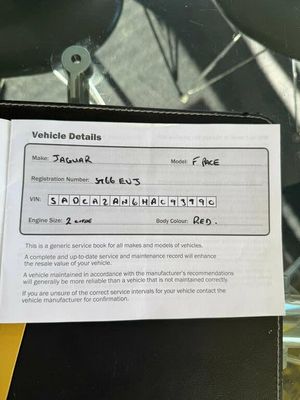 Vehicle Details
Make: JAGUAR Model: F PACE
Registration Number: ST66 EVJ
VIN:
Engine Size: 2 Body Colour: RED.
This is a generic service book for all makes and models of vehicles.
A complete and up-to-date service and maintenance record will enhance
the resale value of your vehicle.
A vehicle maintained in accordance with the manufacturer's recommendations
will generally be more reliable than a vehicle that is not maintained correctly.
If you are unsure of the correct service intervals for your vehicle contact the
vehicle manufacturer for confirmation.